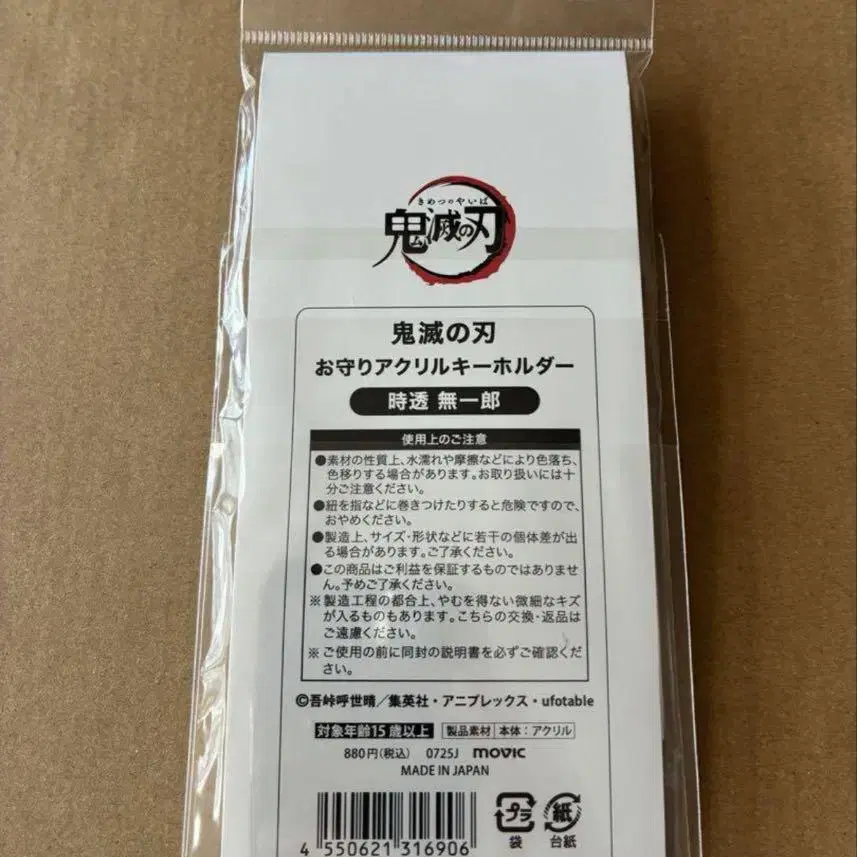 きめつのやいば
鬼滅の刃
鬼滅の刃
お守りアクリルキーホルダー
時透 無一郎
使用上のご注意
●素材の性質上、水濡れや摩擦などにより色落ち、
色移りする場合があります。お取り扱いには十
分ご注意ください。
●紐を指などに巻きつけたりすると危険ですので、
おやめください。
●製造上、サイズ・形状などに若干の個体差が出
る場合があります。ご了承ください。
●この商品はご利益を保証するものではありませ
ん。予めご了承ください。
※製造工程の都合上、やむを得ない微細なキズ
が入るものもあります。こちらの交換・返品は
ご遠慮ください。
※ご使用の前に同封の説明書を必ずご確認くだ
さい。
©吾峠呼世晴／集英社・アニプレックス・ufotable
対象年齢15歳以上 製品素材 本体：アクリル
880円(税込) 0725J movic
MADE IN JAPAN
プラ 紙
袋 台紙
4 550621 316906